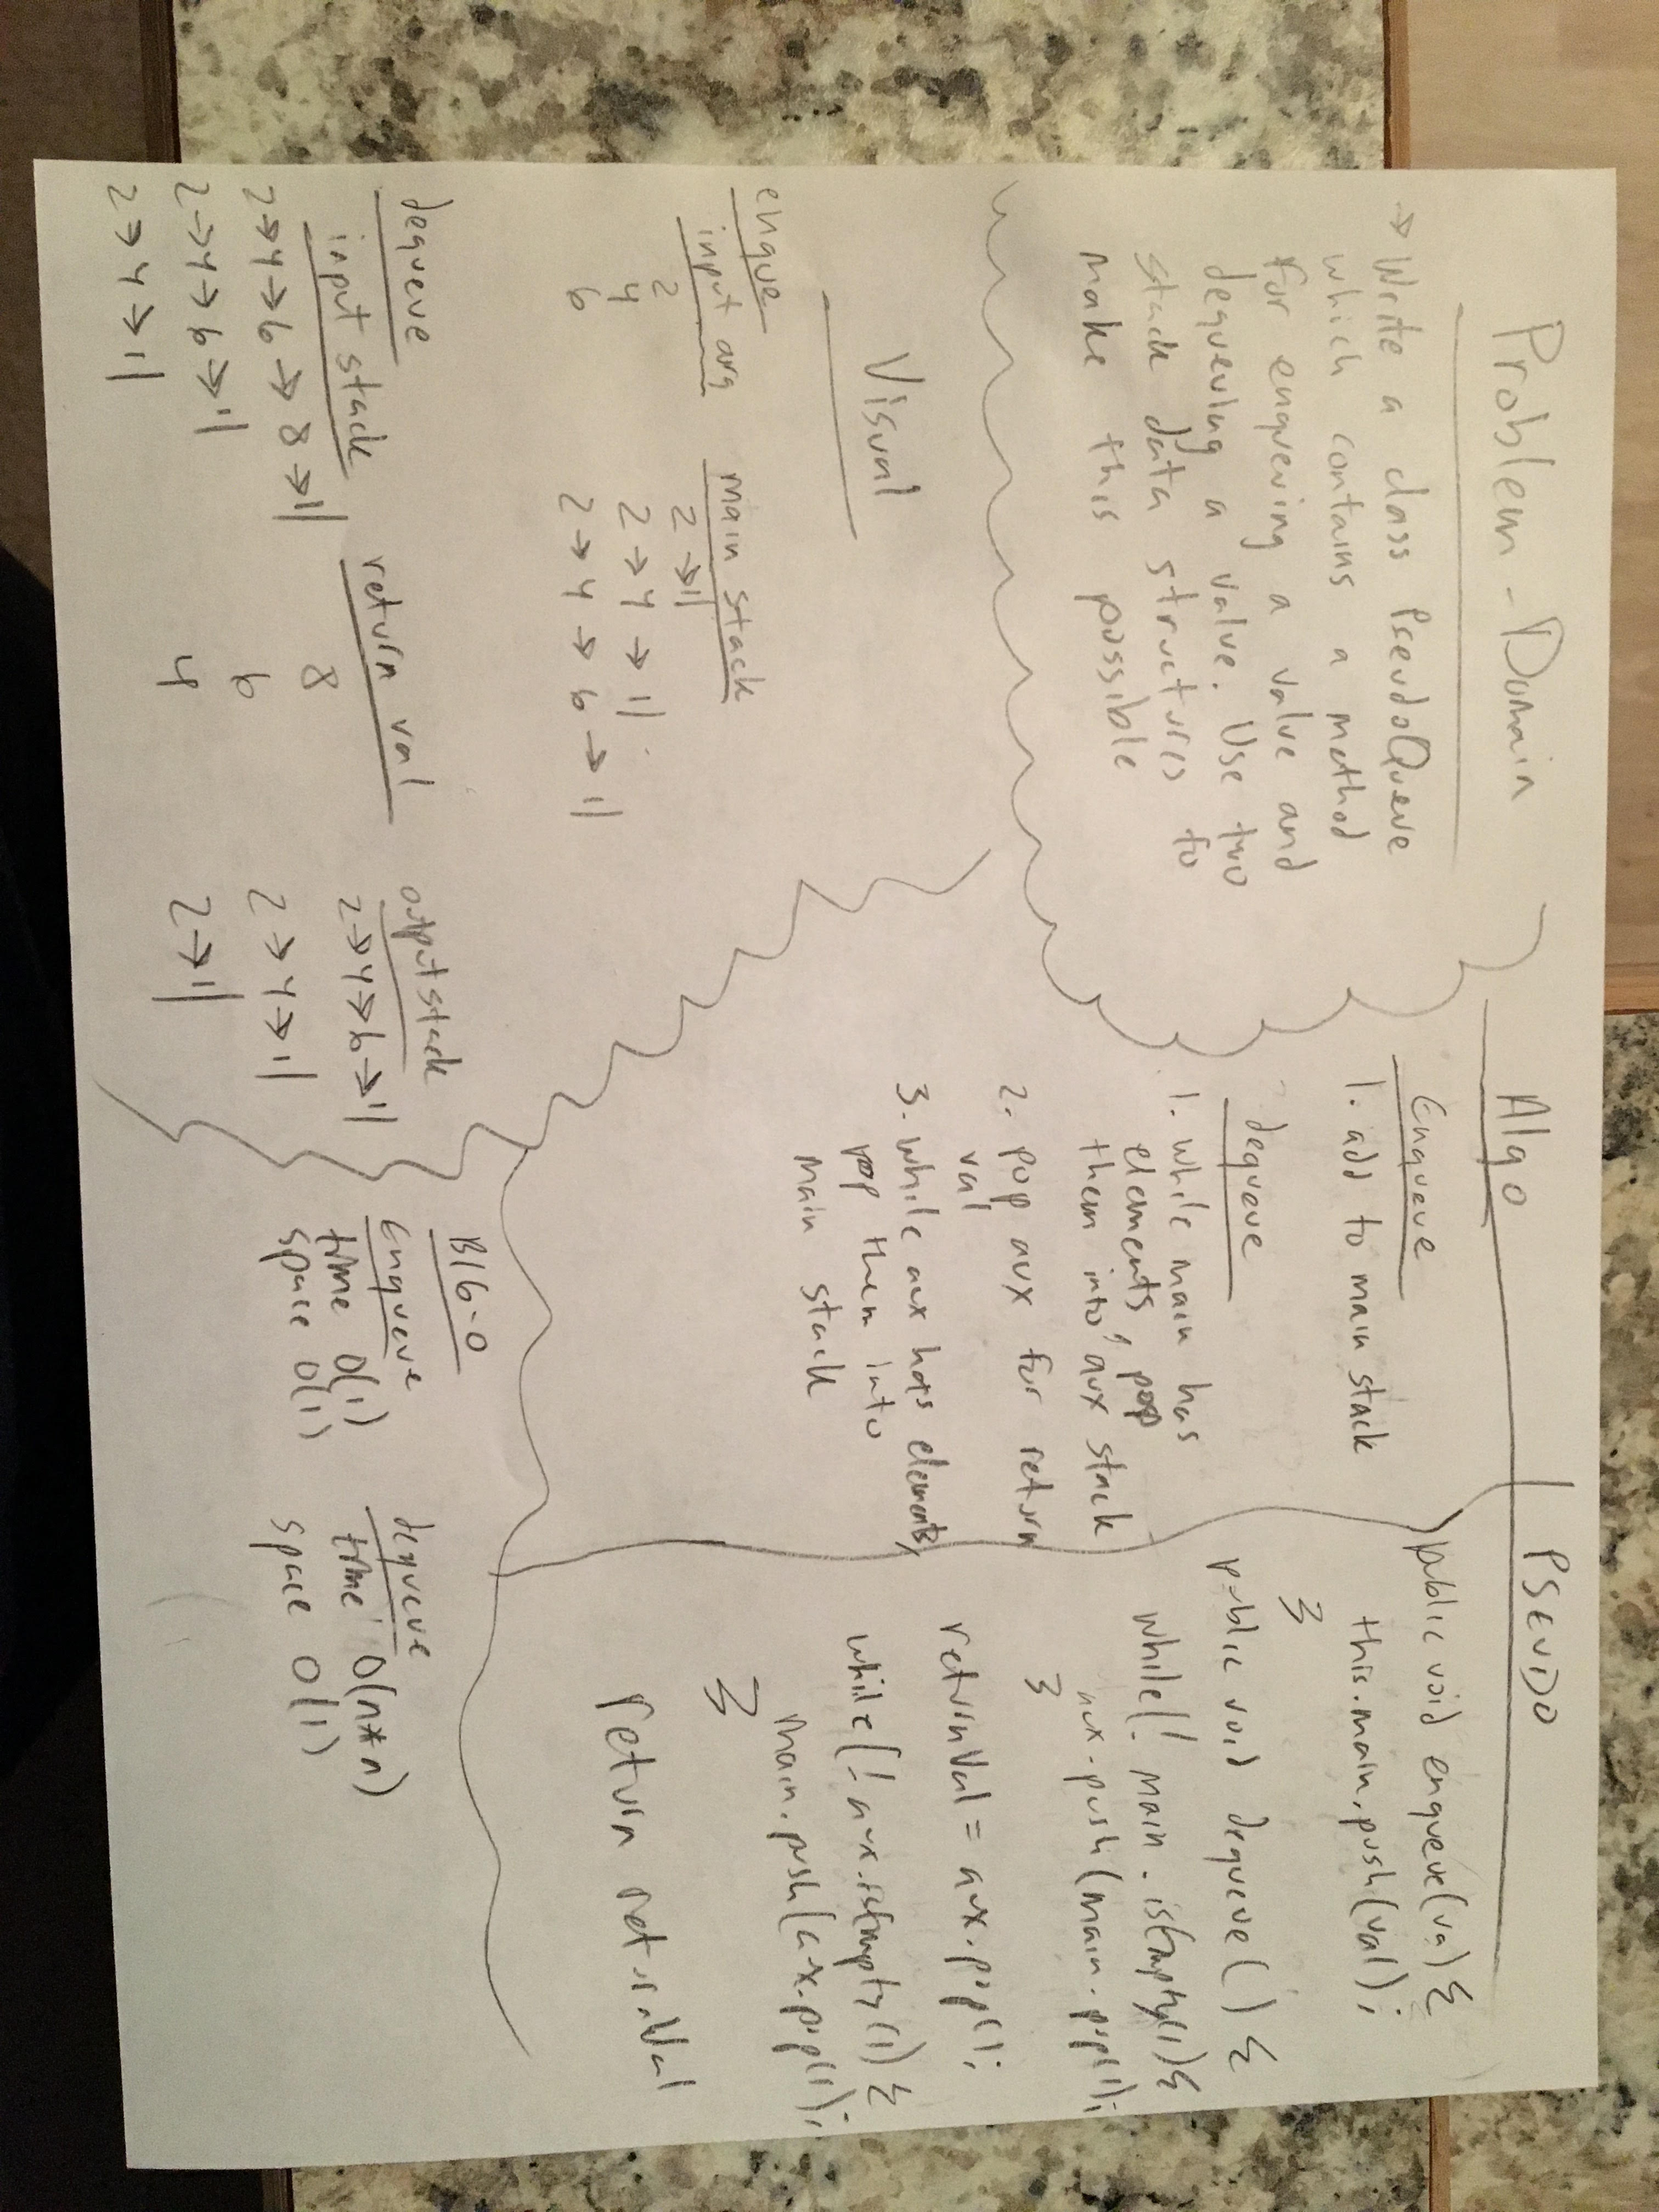 Problem - Domain
→ Write a class PseudoQueue
which contains a method
for enqueuing a value and
dequeuing a value. Use two
stack data structures to
make this possible
Algo
Enqueue
1. add to main stack
dequeue
1. while main has
elements, pop
them into aux stack
2. pop aux for return
val
3. while aux has elements,
pop them into
main stack
PSEUDO
public void enqueue(val) {
this.main.push(val);
}
public void dequeue() {
while(! main.isEmpty()){
aux.push(main.pop());
}
returnVal = aux.pop();
while(! aux.isEmpty()) {
main.push(aux.pop());
}
return returnVal
Visual
enque
input arg main stack
2 2 → ||
4 2 → 4 → ||
6 2 → 4 → 6 → ||
dequeue
input stack return val output stack
2→4→6→8→|| 8 2→4→6→||
2→4→6→|| 6 2→4→||
2→4→|| 4 2→||
BIG-O
Enqueue
time O(1)
space O(1)
dequeue
time O(n*n)
space O(1)